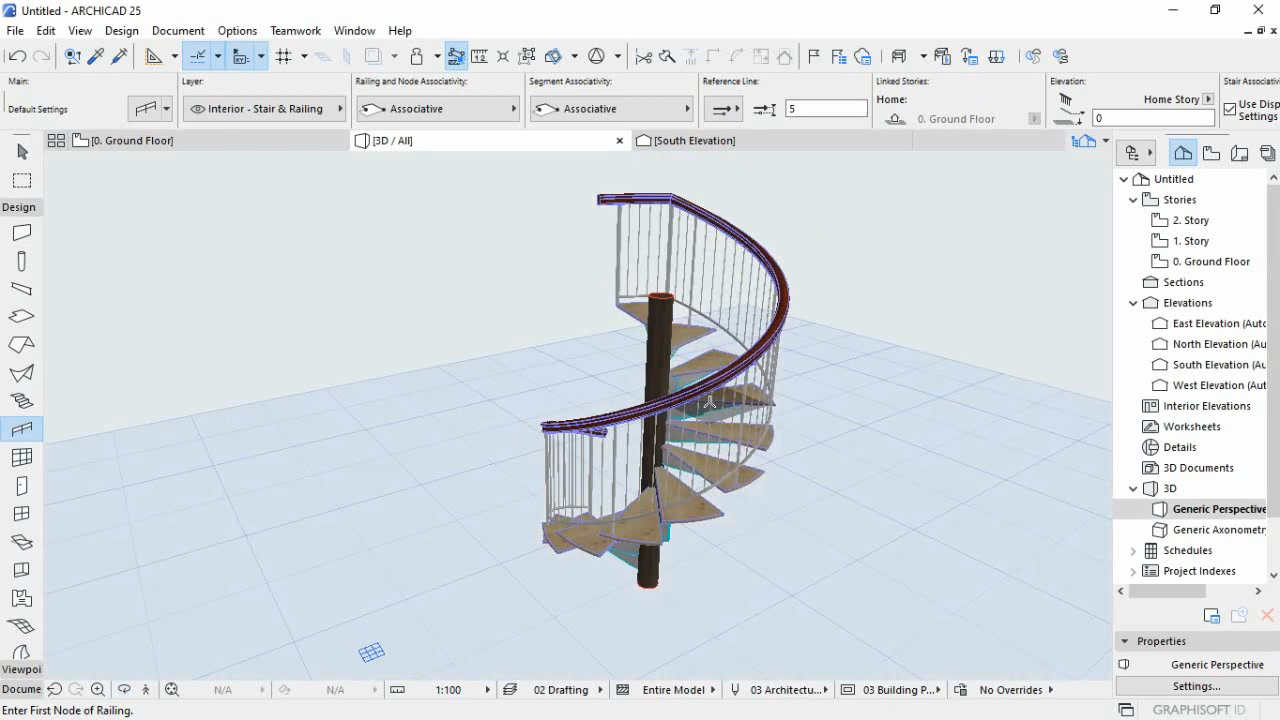 Untitled - ARCHICAD 25
File Edit View Design Document Options Teamwork Window Help
Main:
Default Settings
Layer:
Interior - Stair & Railing
Railing and Node Associativity:
Associative
Segment Associativity:
Associative
Reference Line:
5
Linked Stories:
Home:
0. Ground Floor
Elevation:
Home Story
0
Stair Associati
Use Disp
Settings
[0. Ground Floor]
[3D / All]
[South Elevation]
Design
Viewpoi
Docume
Untitled
Stories
2. Story
1. Story
0. Ground Floor
Sections
Elevations
East Elevation (Auto
North Elevation (Au
South Elevation (Au
West Elevation (Aut
Interior Elevations
Worksheets
Details
3D Documents
3D
Generic Perspective
Generic Axonometr
Schedules
Project Indexes
Properties
Generic Perspective
Settings...
N/A
N/A
1:100
02 Drafting
Entire Model
03 Architectu...
03 Building P...
No Overrides
Enter First Node of Railing.
GRAPHISOFT ID